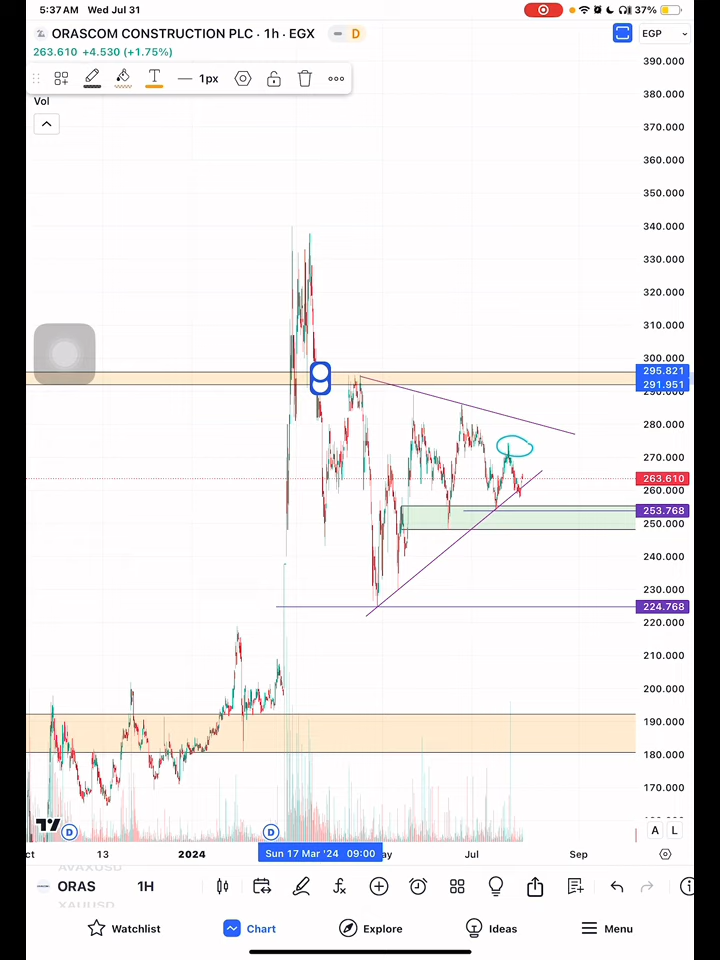 5:37AM Wed Jul 31 37%
ORASCOM CONSTRUCTION PLC · 1h · EGX D EGP
263.610 +4.530 (+1.75%)
T 1px
Vol
390.000
380.000
370.000
360.000
350.000
340.000
330.000
320.000
310.000
300.000
295.821
291.951
280.000
270.000
263.610
260.000
253.768
250.000
240.000
230.000
224.768
220.000
210.000
200.000
190.000
180.000
170.000
D D A L
13 2024 Sun 17 Mar '24 09:00 Jul Sep
AVAXUSD
ORAS 1H
XAUUSD
Watchlist Chart Explore Ideas Menu